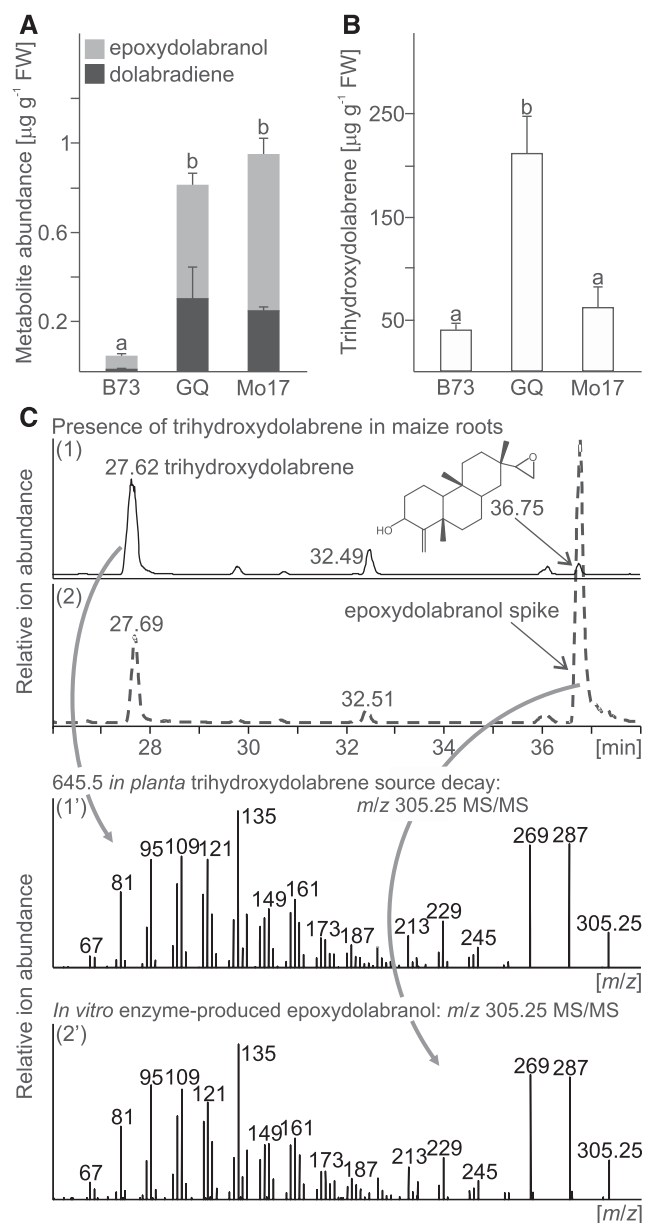 A
Metabolite abundance [µg g⁻¹ FW]
epoxydolabranol
dolabradiene
1
0.6
0.2
a
b
b
B73
GQ
Mo17
B
Trihydroxydolabrene [µg g⁻¹ FW]
250
150
50
a
b
a
B73
GQ
Mo17
C
Presence of trihydroxydolabrene in maize roots
Relative ion abundance
(1)
27.62 trihydroxydolabrene
32.49
36.75
HO
O
(2)
27.69
32.51
epoxydolabranol spike
28
30
32
34
36
[min]
645.5 in planta trihydroxydolabrene source decay:
m/z 305.25 MS/MS
Relative ion abundance
(1')
67
81
95
109
121
135
149
161
173
187
213
229
245
269
287
305.25
[m/z]
In vitro enzyme-produced epoxydolabranol: m/z 305.25 MS/MS
(2')
67
81
95
109
121
135
149
161
173
187
213
229
245
269
287
305.25
[m/z]